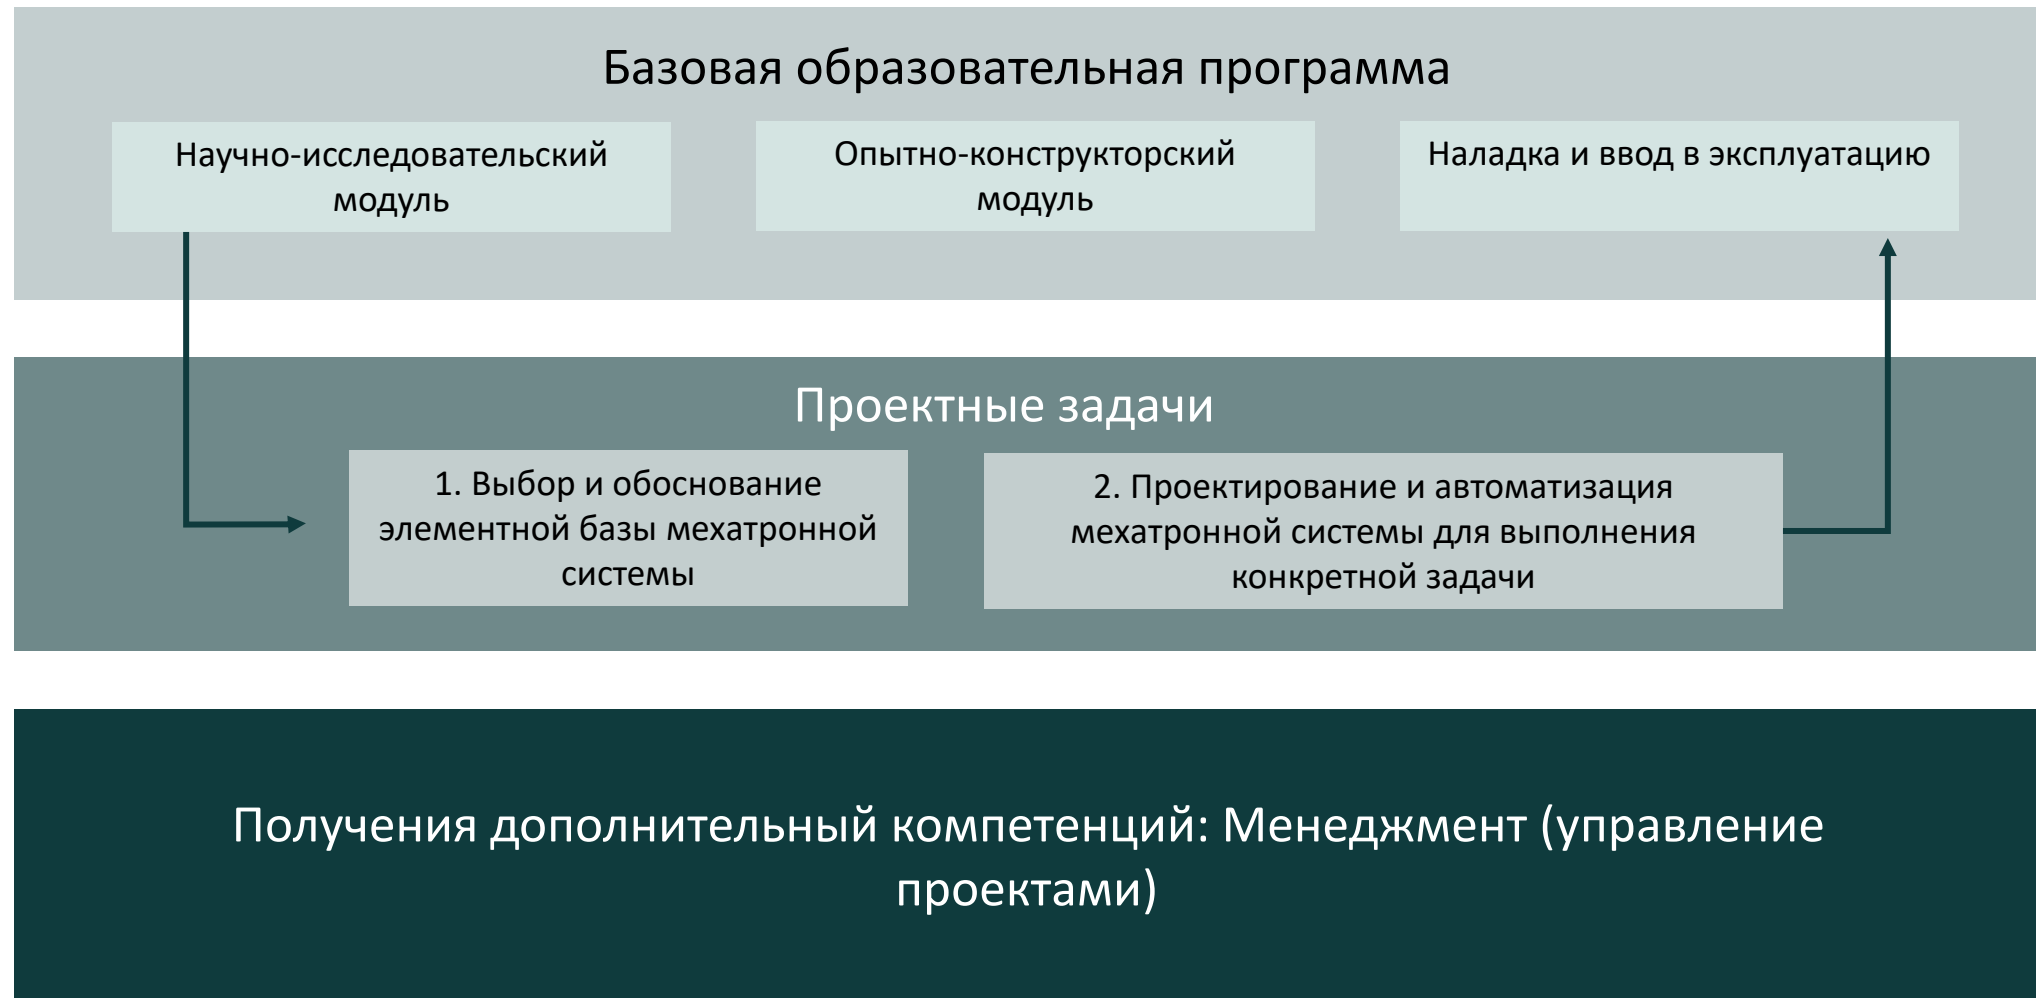 Базовая образовательная программа
Научно-исследовательский
модуль
Опытно-конструкторский
модуль
Наладка и ввод в эксплуатацию
Проектные задачи
1. Выбор и обоснование
элементной базы мехатронной
системы
2. Проектирование и автоматизация
мехатронной системы для выполнения
конкретной задачи
Получения дополнительный компетенций: Менеджмент (управление
проектами)